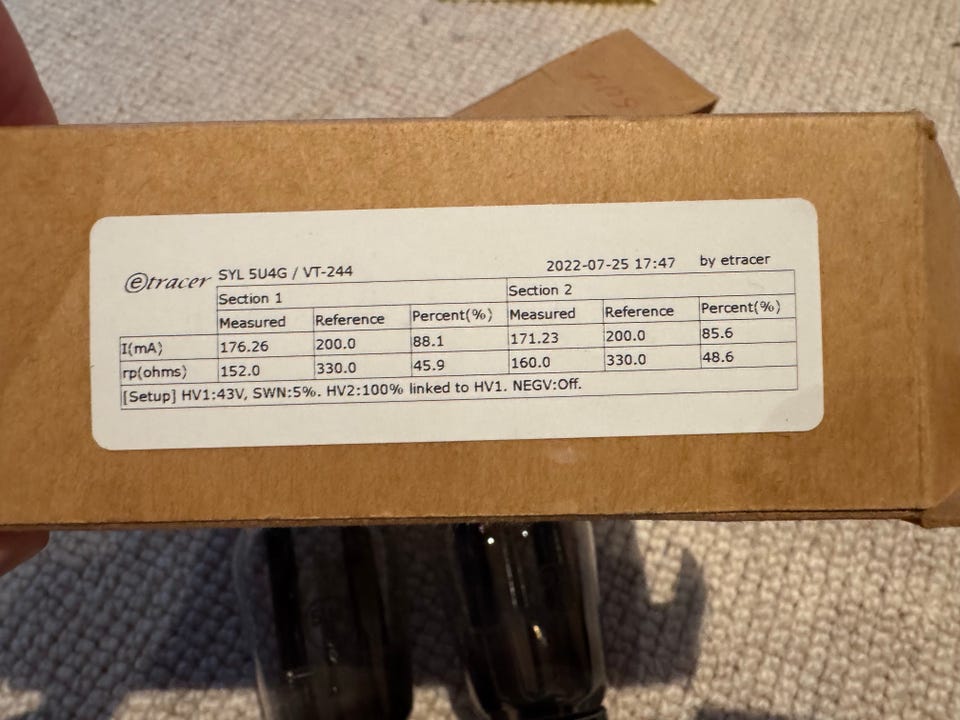 etracer SYL 5U4G / VT-244 2022-07-25 17:47 by etracer
Section 1 Section 2
Measured Reference Percent(%) Measured Reference Percent(%)
I(mA) 176.26 200.0 88.1 171.23 200.0 85.6
rp(ohms) 152.0 330.0 45.9 160.0 330.0 48.6
[Setup] HV1:43V, SWN:5%. HV2:100% linked to HV1. NEGV:Off.